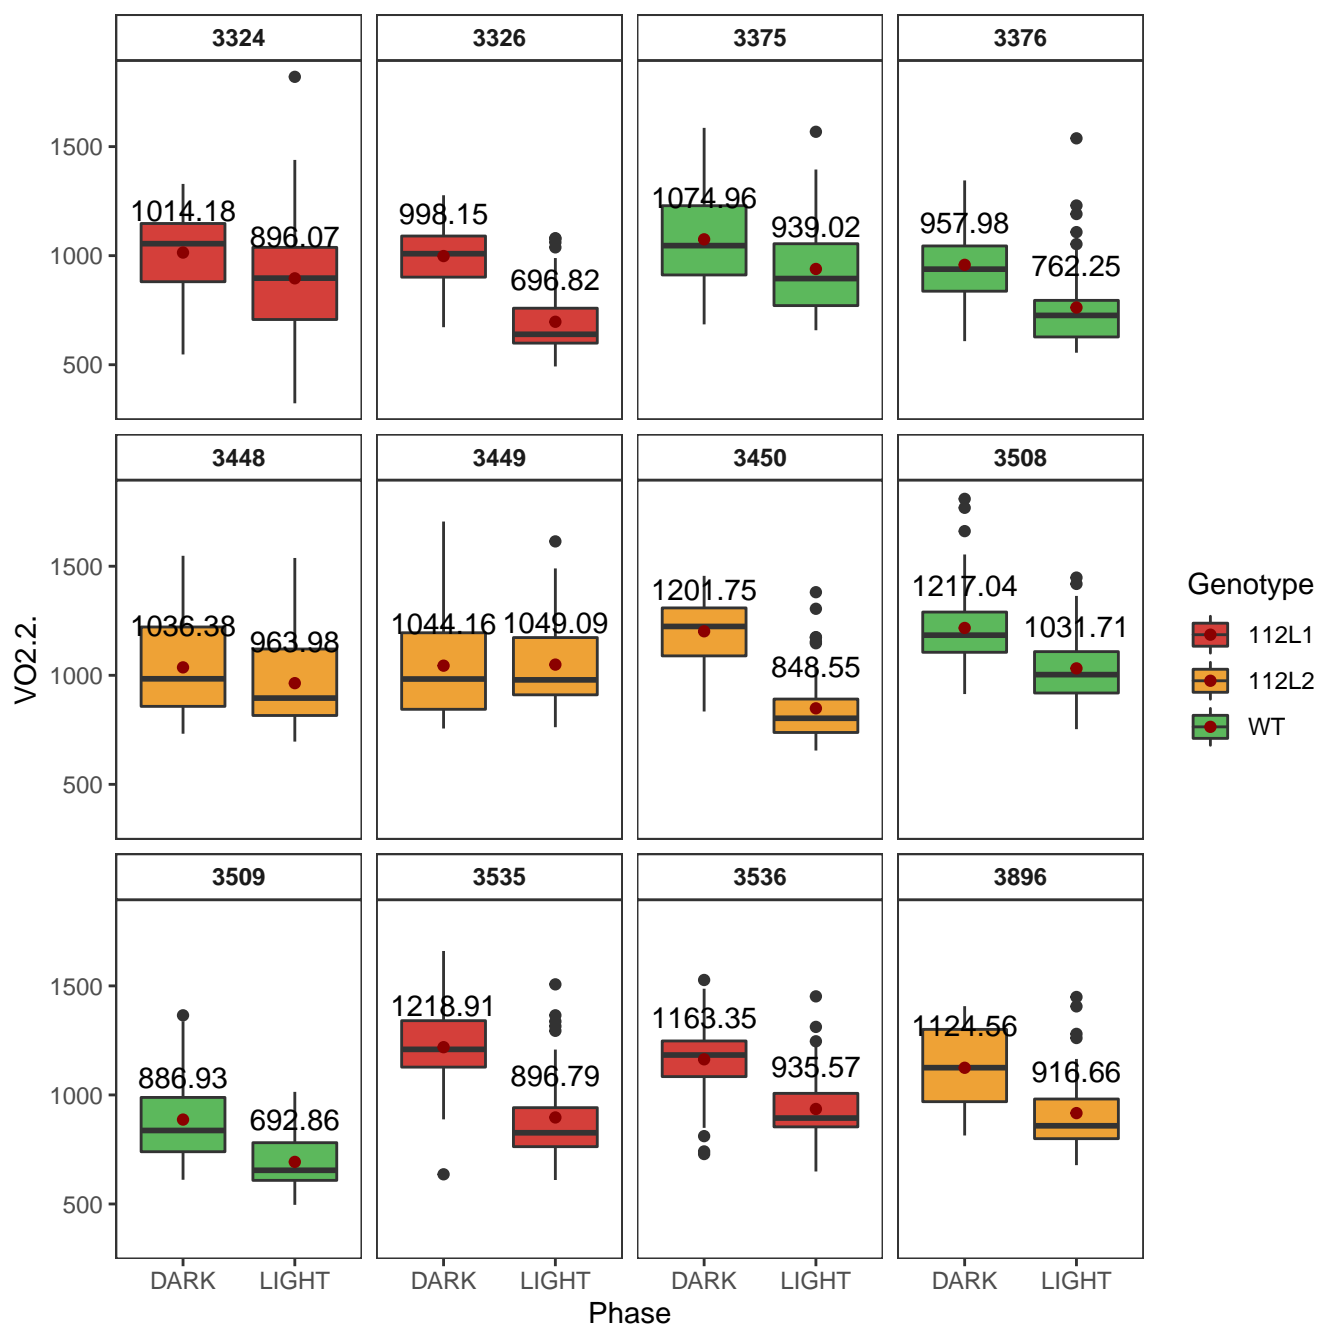 3324 3326 3375 3376
1500
1000
500
1014.18 896.07 998.15 696.82 1074.96 939.02 957.98 762.25
3448 3449 3450 3508
1500
1000
500
1036.38 963.98 1044.16 1049.09 1201.75 848.55 1217.04 1031.71
VO2.2.
Genotype
112L1
112L2
WT
3509 3535 3536 3896
1500
1000
500
886.93 692.86 1218.91 896.79 1163.35 935.57 1124.56 916.66
DARK LIGHT DARK LIGHT DARK LIGHT DARK LIGHT
Phase